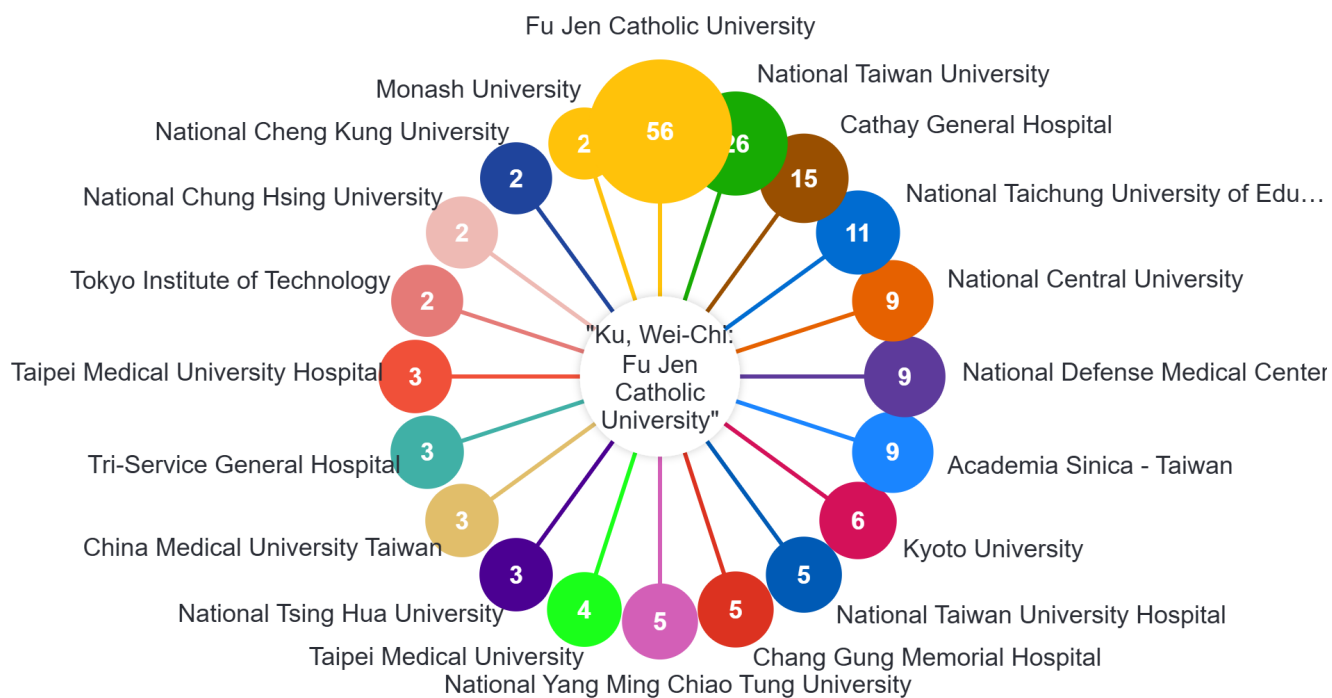 Fu Jen Catholic University
56
National Taiwan University
26
Cathay General Hospital
15
National Taichung University of Edu…
11
National Central University
9
National Defense Medical Center
9
Academia Sinica - Taiwan
9
Kyoto University
6
National Taiwan University Hospital
5
Chang Gung Memorial Hospital
5
National Yang Ming Chiao Tung University
5
Taipei Medical University
4
National Tsing Hua University
3
China Medical University Taiwan
3
Tri-Service General Hospital
3
Taipei Medical University Hospital
3
Tokyo Institute of Technology
2
National Chung Hsing University
2
National Cheng Kung University
2
Monash University
2
"Ku, Wei-Chi:
Fu Jen
Catholic
University"